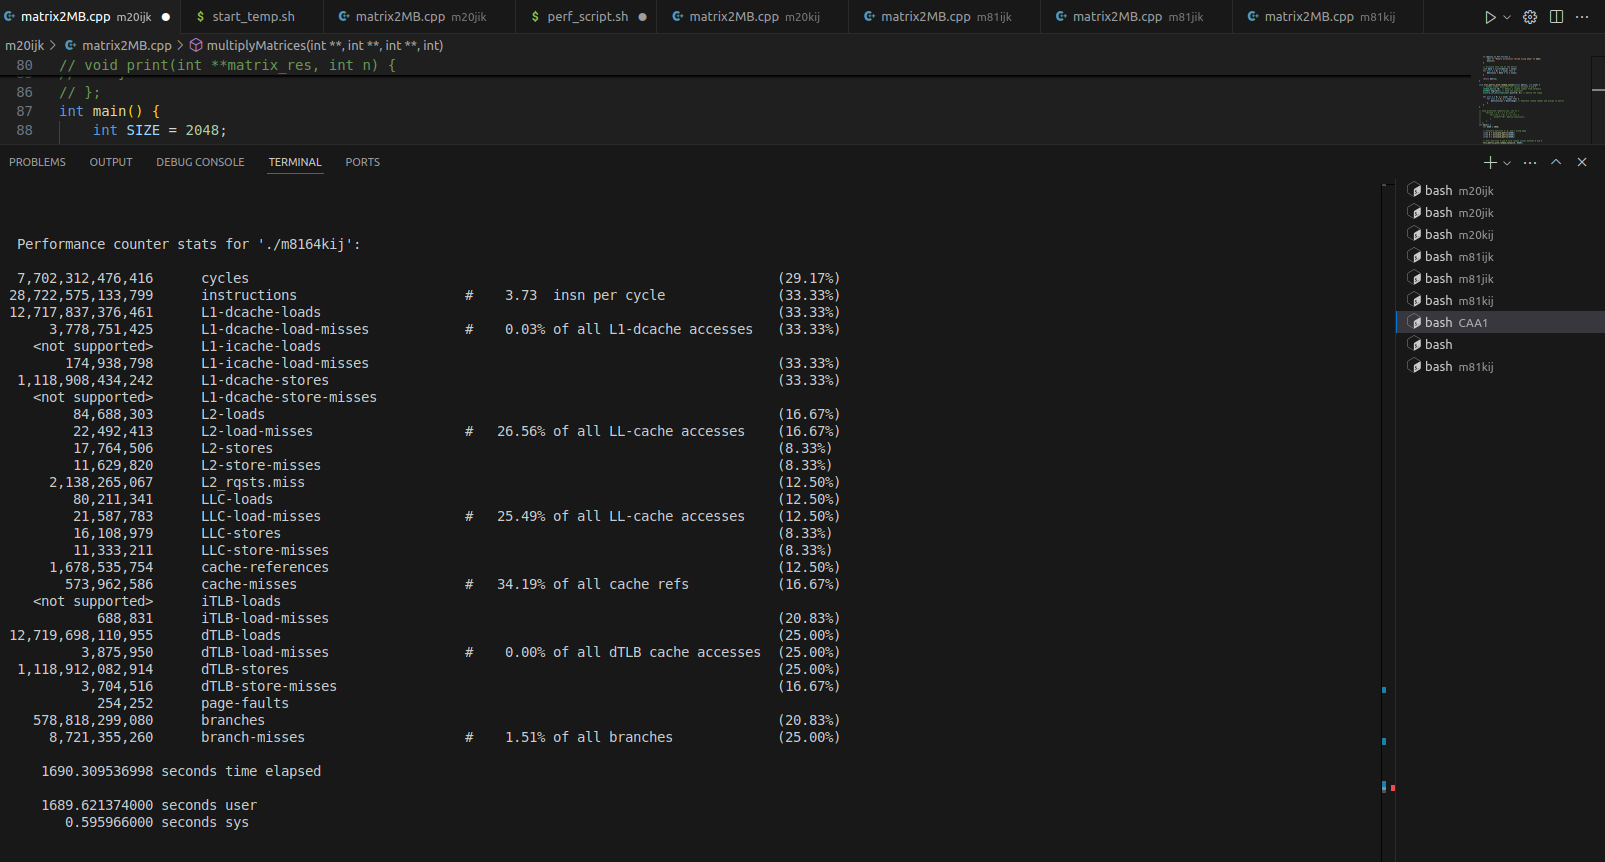 matrix2MB.cpp m20ijk ● $ start_temp.sh matrix2MB.cpp m20jik $ perf_script.sh ● matrix2MB.cpp m20kij matrix2MB.cpp m81ijk matrix2MB.cpp m81jik matrix2MB.cpp m81kij
m20ijk > matrix2MB.cpp > multiplyMatrices(int **, int **, int **, int)
80 // void print(int **matrix_res, int n) {
86 // };
87 int main() {
88 int SIZE = 2048;
PROBLEMS OUTPUT DEBUG CONSOLE TERMINAL PORTS
Performance counter stats for './m8164kij':
7,702,312,476,416 cycles (29.17%)
28,722,575,133,799 instructions # 3.73 insn per cycle (33.33%)
12,717,837,376,461 L1-dcache-loads (33.33%)
3,778,751,425 L1-dcache-load-misses # 0.03% of all L1-dcache accesses (33.33%)
<not supported> L1-icache-loads
174,938,798 L1-icache-load-misses (33.33%)
1,118,908,434,242 L1-dcache-stores (33.33%)
<not supported> L1-dcache-store-misses
84,688,303 L2-loads (16.67%)
22,492,413 L2-load-misses # 26.56% of all LL-cache accesses (16.67%)
17,764,506 L2-stores (8.33%)
11,629,820 L2-store-misses (8.33%)
2,138,265,067 L2_rqsts.miss (12.50%)
80,211,341 LLC-loads (12.50%)
21,587,783 LLC-load-misses # 25.49% of all LL-cache accesses (12.50%)
16,108,979 LLC-stores (8.33%)
11,333,211 LLC-store-misses (8.33%)
1,678,535,754 cache-references (12.50%)
573,962,586 cache-misses # 34.19% of all cache refs (16.67%)
<not supported> iTLB-loads
688,831 iTLB-load-misses (20.83%)
12,719,698,110,955 dTLB-loads (25.00%)
3,875,950 dTLB-load-misses # 0.00% of all dTLB cache accesses (25.00%)
1,118,912,082,914 dTLB-stores (25.00%)
3,704,516 dTLB-store-misses (16.67%)
254,252 page-faults
578,818,299,080 branches (20.83%)
8,721,355,260 branch-misses # 1.51% of all branches (25.00%)
1690.309536998 seconds time elapsed
1689.621374000 seconds user
0.595966000 seconds sys
bash m20ijk
bash m20jik
bash m20kij
bash m81ijk
bash m81jik
bash m81kij
bash CAA1
bash
bash m81kij